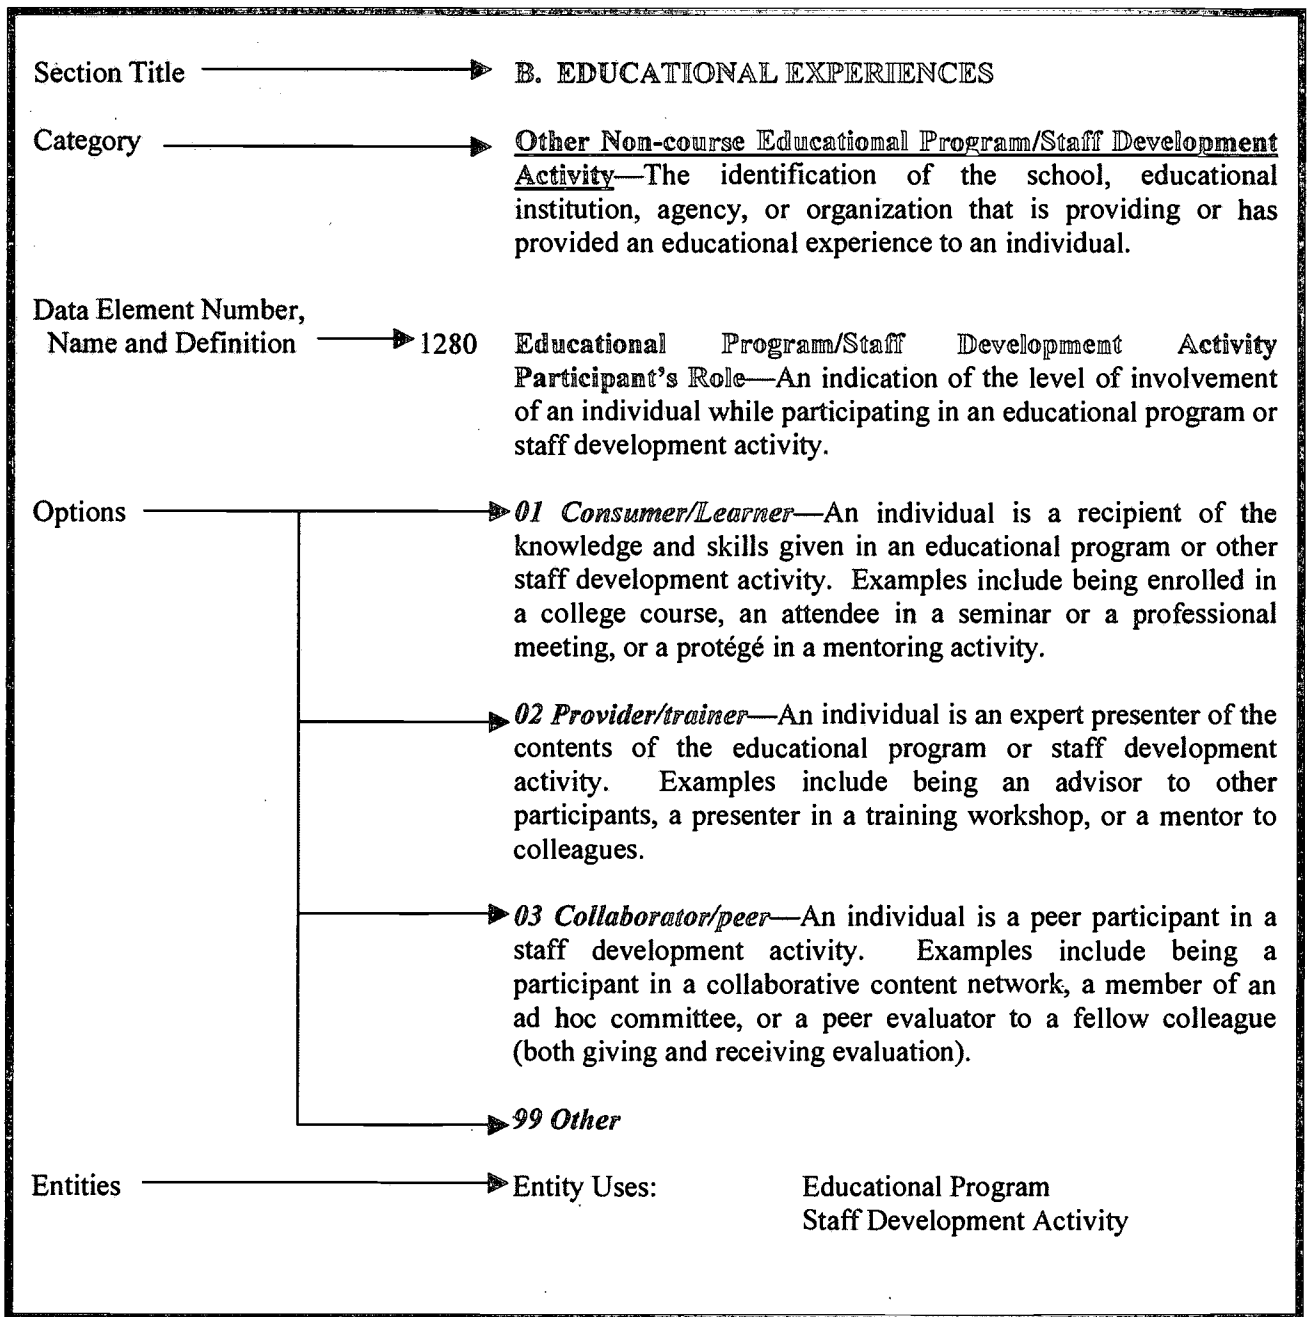 Section Title B. EDUCATIONAL EXPERIENCES
Category Other Non-course Educational Program/Staff Development
Activity—The identification of the school, educational
institution, agency, or organization that is providing or has
provided an educational experience to an individual.
Data Element Number,
Name and Definition 1280 Educational Program/Staff Development Activity
Participant's Role—An indication of the level of involvement
of an individual while participating in an educational program or
staff development activity.
Options 01 Consumer/Learner—An individual is a recipient of the
knowledge and skills given in an educational program or other
staff development activity. Examples include being enrolled in
a college course, an attendee in a seminar or a professional
meeting, or a protégé in a mentoring activity.
02 Provider/trainer—An individual is an expert presenter of the
contents of the educational program or staff development
activity. Examples include being an advisor to other
participants, a presenter in a training workshop, or a mentor to
colleagues.
03 Collaborator/peer—An individual is a peer participant in a
staff development activity. Examples include being a
participant in a collaborative content network, a member of an
ad hoc committee, or a peer evaluator to a fellow colleague
(both giving and receiving evaluation).
99 Other
Entities Entity Uses: Educational Program
Staff Development Activity